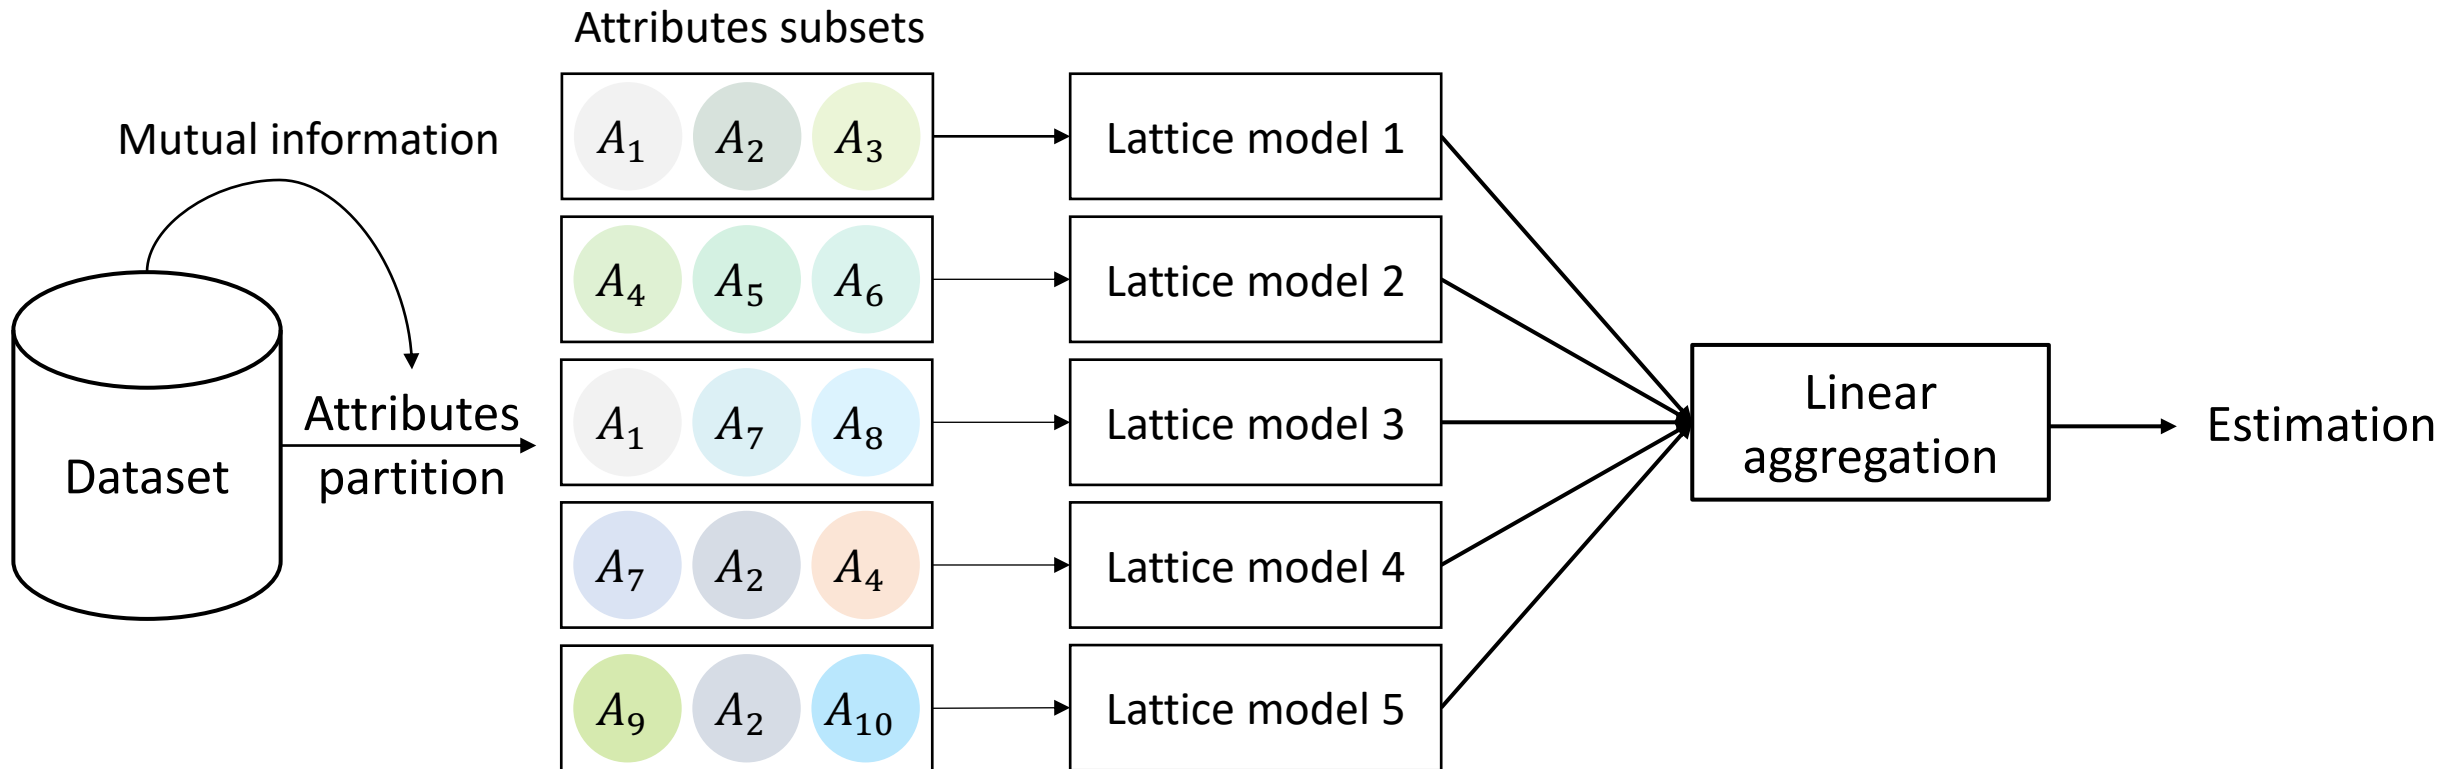 Attributes subsets
Mutual information
Dataset
Attributes
partition
A₁ A₂ A₃
Lattice model 1
A₄ A₅ A₆
Lattice model 2
A₁ A₇ A₈
Lattice model 3
A₇ A₂ A₄
Lattice model 4
A₉ A₂ A₁₀
Lattice model 5
Linear
aggregation
Estimation